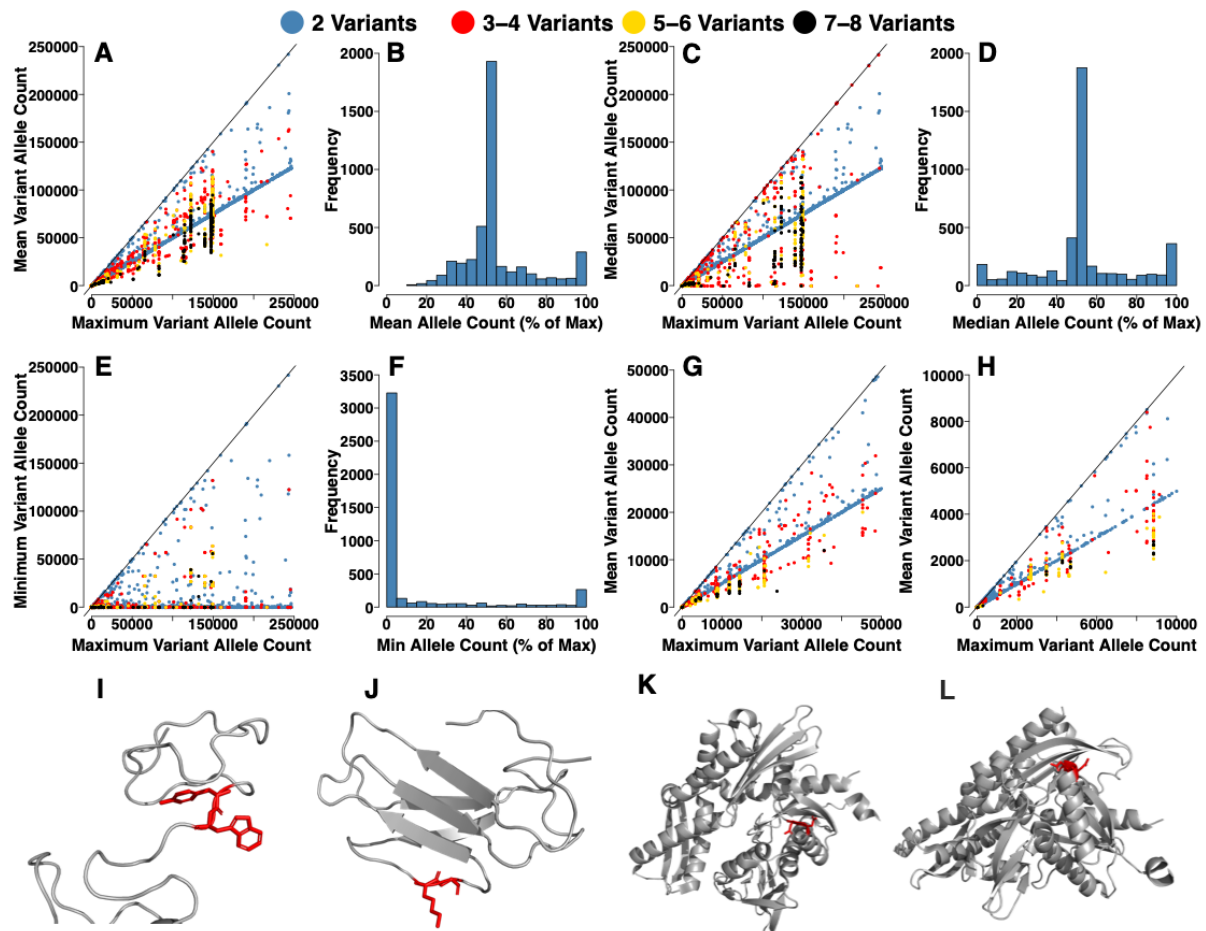 2 Variants 3–4 Variants 5–6 Variants 7–8 Variants
A
250000
200000
150000
100000
50000
0
Mean Variant Allele Count
0 50000 150000 250000
Maximum Variant Allele Count
B
2000
1500
1000
500
0
Frequency
20 40 60 80 100
Mean Allele Count (% of Max)
C
250000
200000
150000
100000
50000
0
Median Variant Allele Count
0 50000 150000 250000
Maximum Variant Allele Count
D
2000
1500
1000
500
0
Frequency
0 20 40 60 80 100
Median Allele Count (% of Max)
E
250000
200000
150000
100000
50000
0
Minimum Variant Allele Count
0 50000 150000 250000
Maximum Variant Allele Count
F
3500
3000
2500
2000
1500
1000
500
0
Frequency
0 20 40 60 80 100
Min Allele Count (% of Max)
G
50000
40000
30000
20000
10000
0
Mean Variant Allele Count
0 10000 30000 50000
Maximum Variant Allele Count
H
10000
8000
6000
4000
2000
0
Mean Variant Allele Count
0 2000 6000 10000
Maximum Variant Allele Count
I
J
K
L